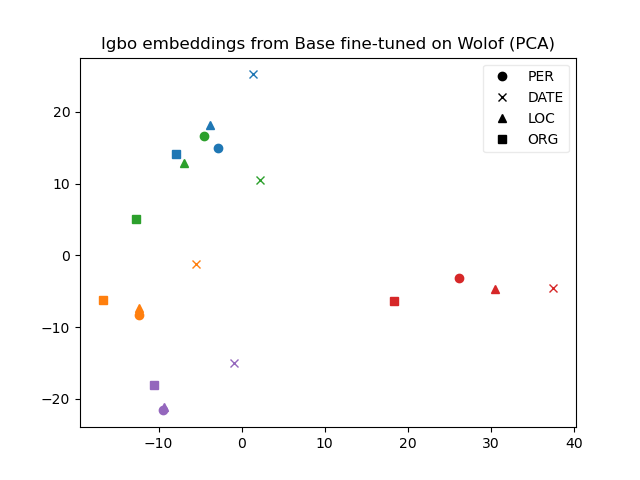 Igbo embeddings from Base fine-tuned on Wolof (PCA)
PER
DATE
LOC
ORG
20
10
0
−10
−20
−10
0
10
20
30
40